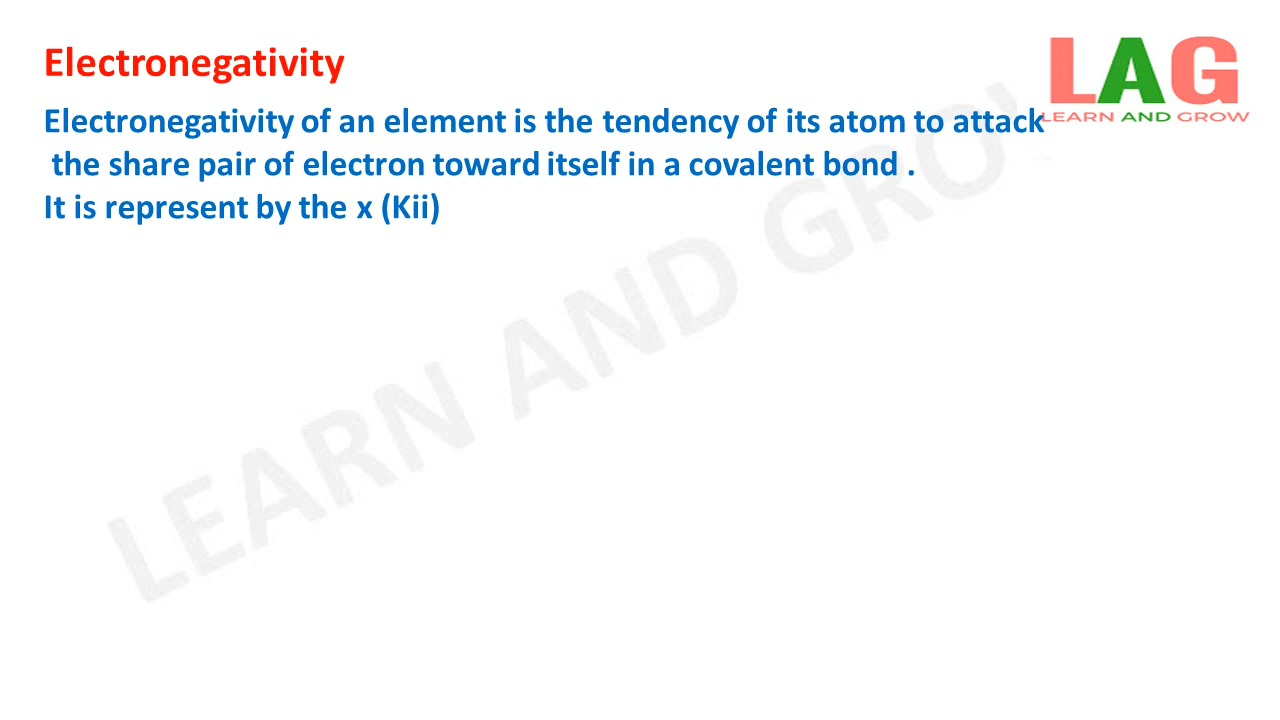 Electronegativity
LAG
LEARN AND GROW
Electronegativity of an element is the tendency of its atom to attack
the share pair of electron toward itself in a covalent bond .
It is represent by the x (Kii)
LEARN AND GROW